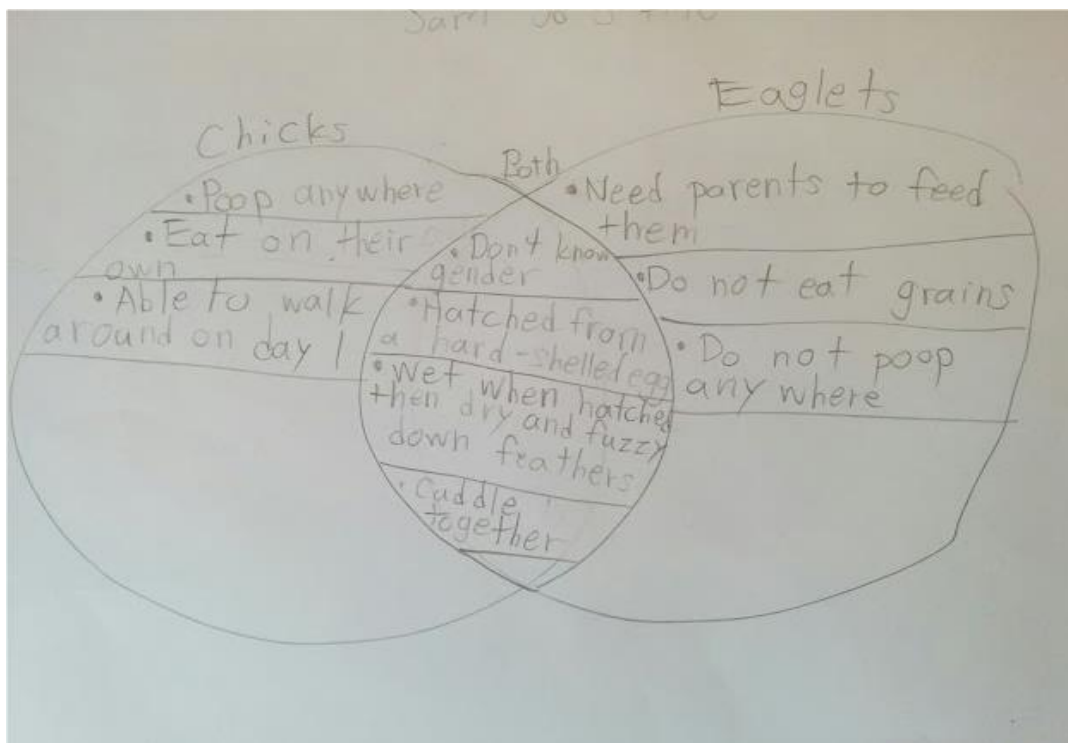 Chicks
• Poop anywhere
• Eat on their
own
• Able to walk
around on day 1
Both
• Don't know
gender
• Hatched from
a hard-shelled egg
• Wet when hatched
then dry and fuzzy
down feathers
• Cuddle
together
Eaglets
• Need parents to feed
them
• Do not eat grains
• Do not poop
any where